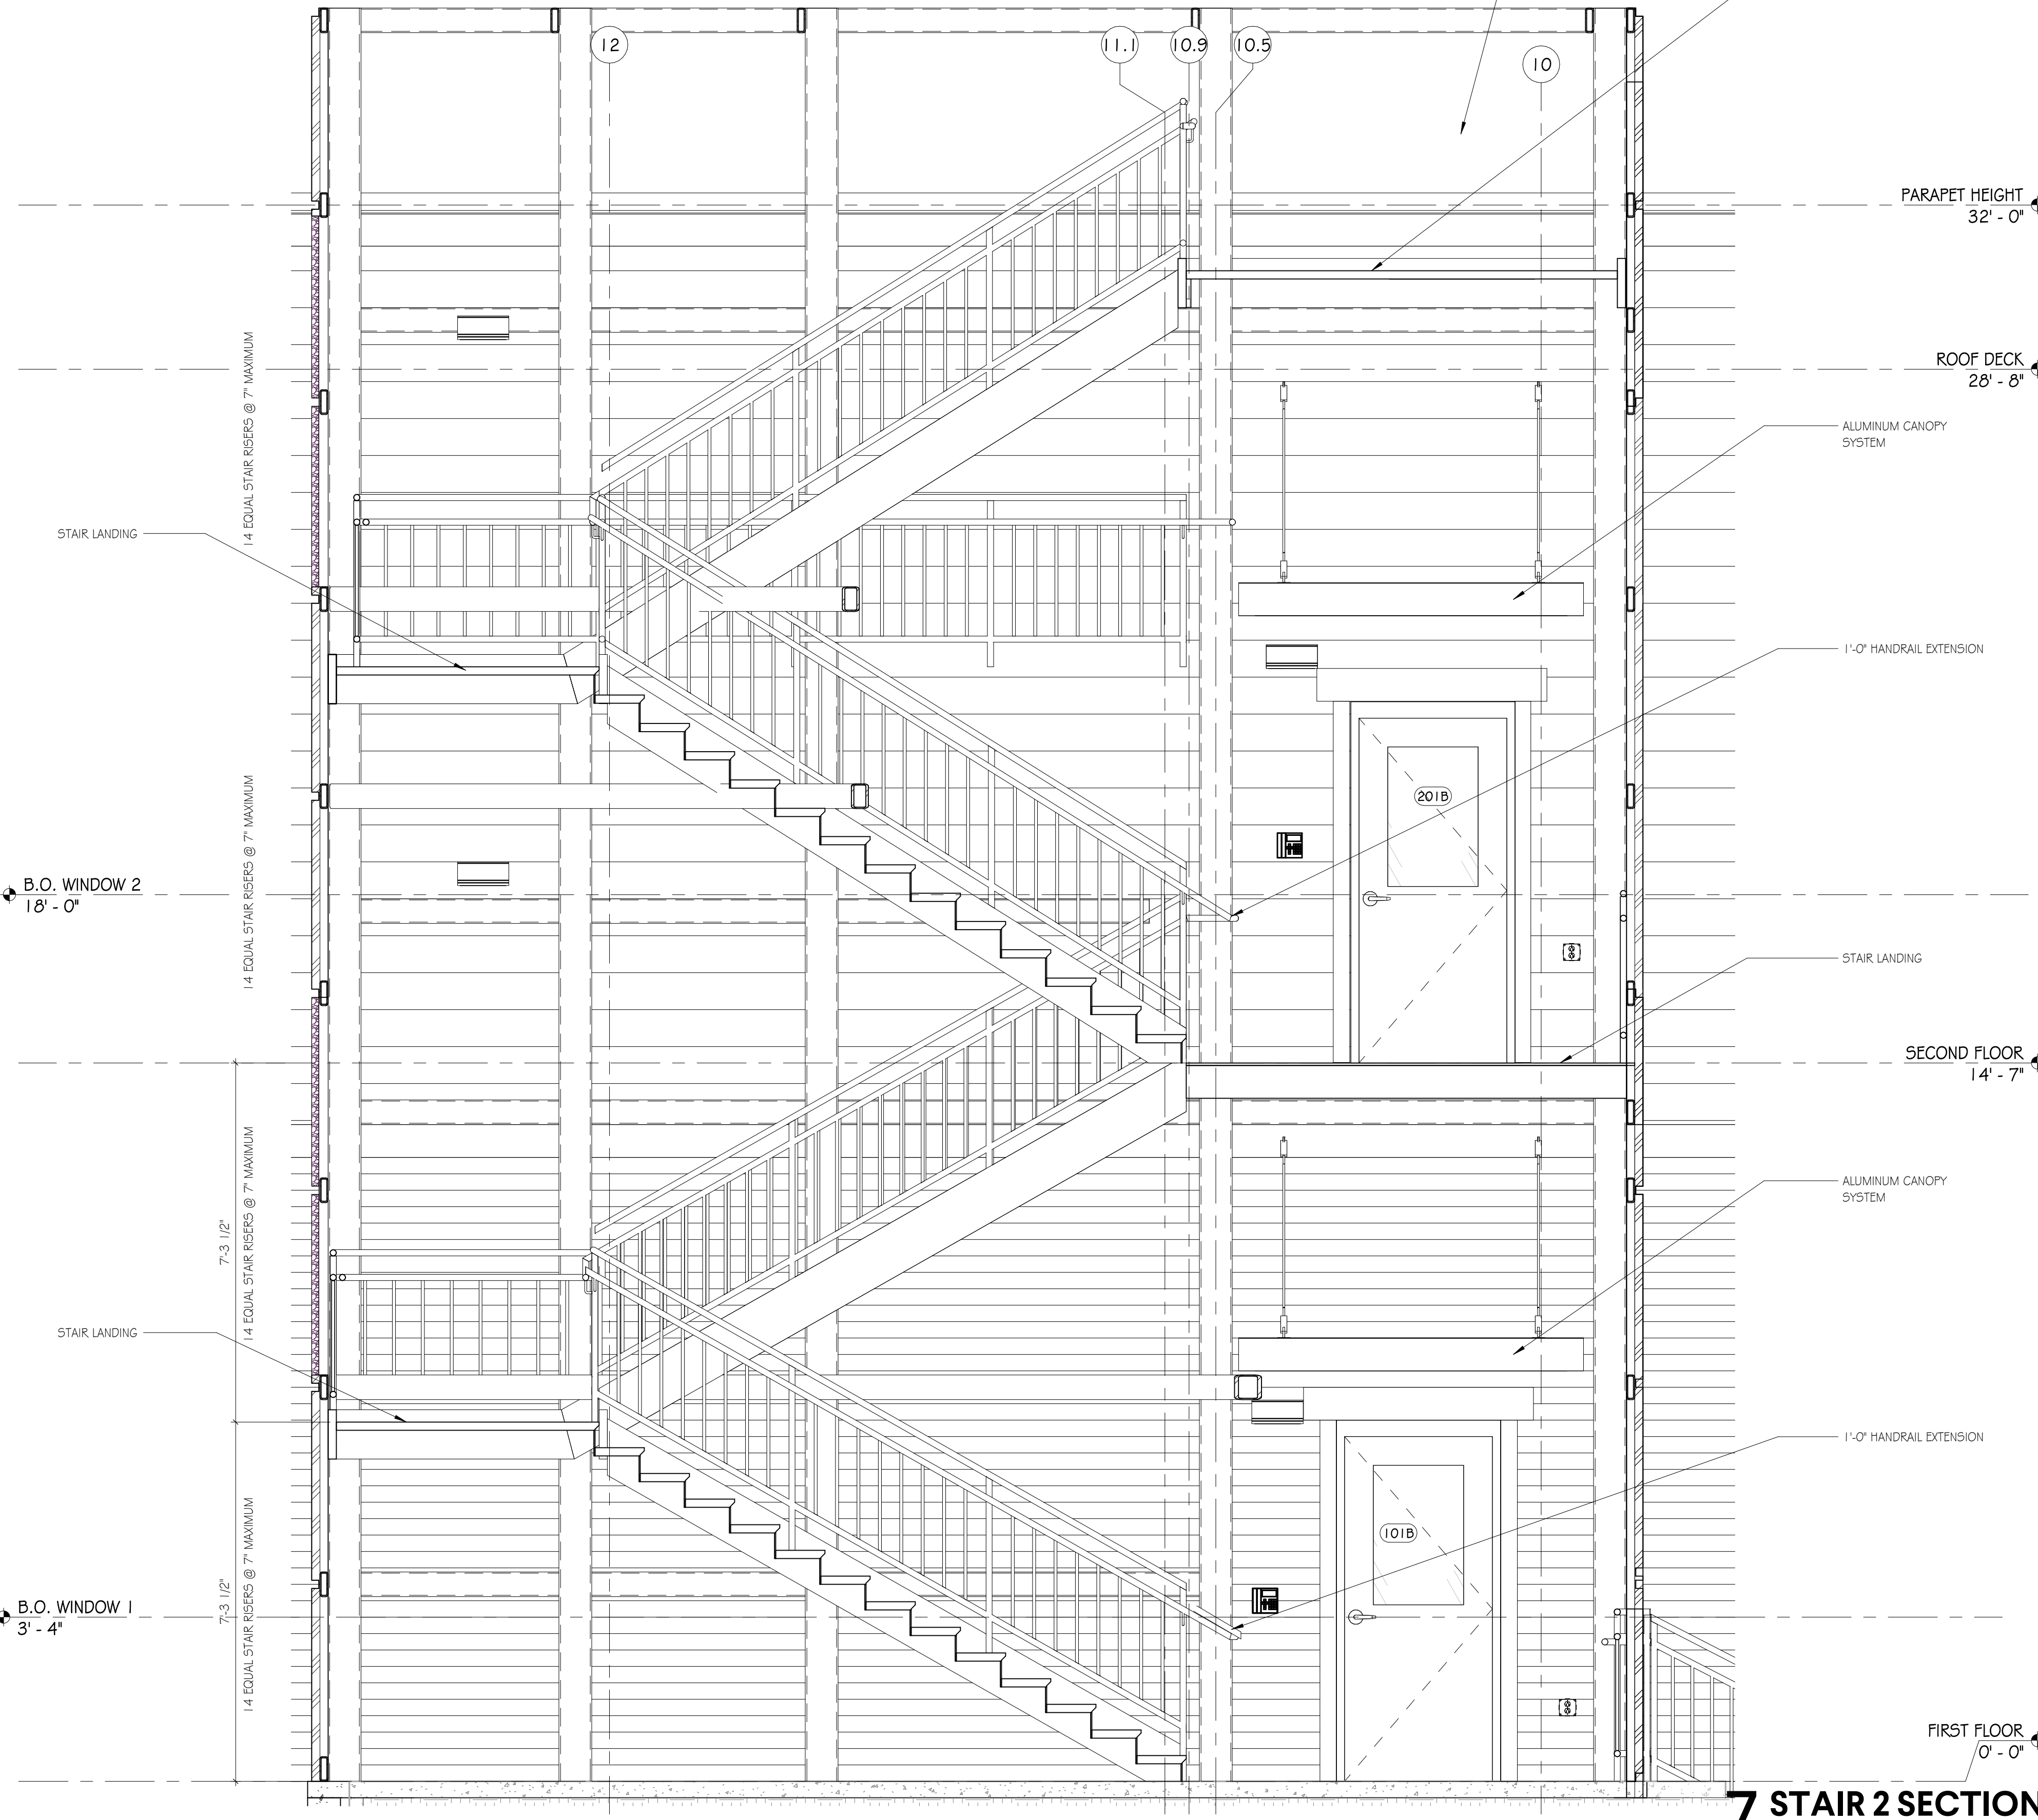 12
11.1
10.9
10.5
10
PARAPET HEIGHT
32' - 0"
ROOF DECK
28' - 8"
14 EQUAL STAIR RISERS @ 7" MAXIMUM
ALUMINUM CANOPY
SYSTEM
STAIR LANDING
1'-0" HANDRAIL EXTENSION
201B
14 EQUAL STAIR RISERS @ 7" MAXIMUM
B.O. WINDOW 2
18' - 0"
STAIR LANDING
SECOND FLOOR
14' - 7"
7'-3 1/2"
14 EQUAL STAIR RISERS @ 7" MAXIMUM
ALUMINUM CANOPY
SYSTEM
STAIR LANDING
1'-0" HANDRAIL EXTENSION
101B
7'-3 1/2"
14 EQUAL STAIR RISERS @ 7" MAXIMUM
B.O. WINDOW 1
3' - 4"
FIRST FLOOR
0' - 0"
7 STAIR 2 SECTION